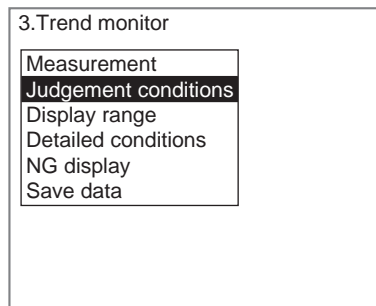 3.Trend monitor
Measurement
Judgement conditions
Display range
Detailed conditions
NG display
Save data